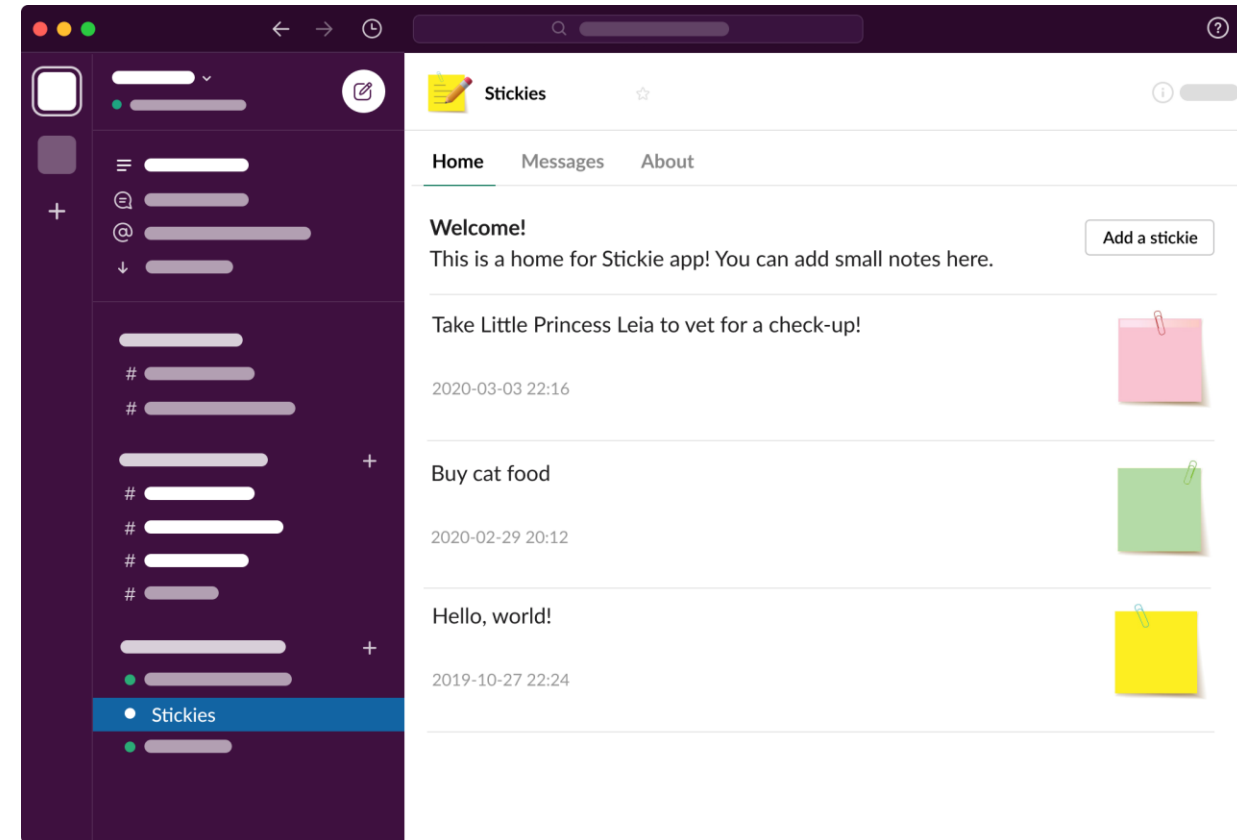 Stickies
Home Messages About
Welcome!
Add a stickie
This is a home for Stickie app! You can add small notes here.
Take Little Princess Leia to vet for a check-up!
2020-03-03 22:16
Buy cat food
2020-02-29 20:12
Hello, world!
2019-10-27 22:24
Stickies